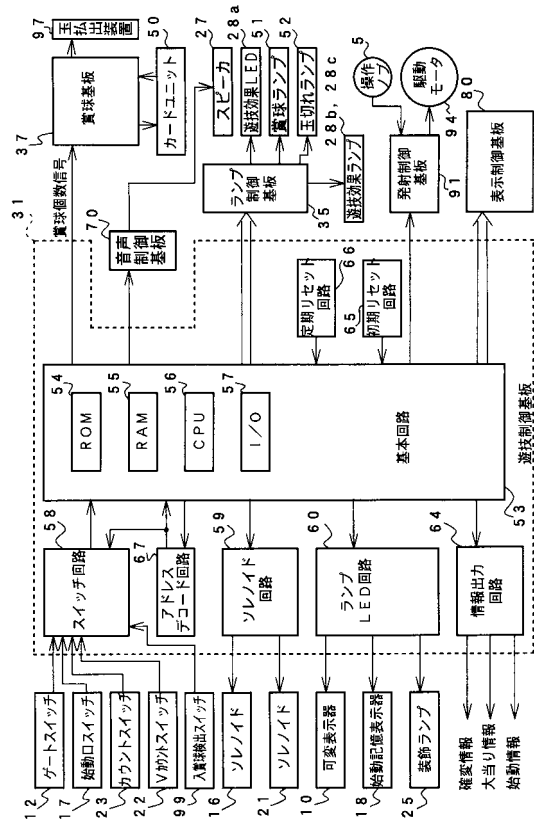 31
賞球個数信号
37
賞球基板
玉払出装置
97
カードユニット
50
70
音声
制御
基板
スピーカ
27
ランプ
制御
基板
35
遊技効果LED
28a
賞球ランプ
51
玉切れランプ
52
遊技効果ランプ
28b, 28c
操作
ノブ
5
発射制御
基板
91
駆動
モータ
94
表示制御基板
80
定期リセット
回路
66
初期リセット
回路
65
ROM
54
RAM
55
CPU
56
I/O
57
基本回路
53
遊技制御基板
スイッチ回路
58
アドレス
デコード回路
67
ソレノイド
回路
59
ランプ
LED回路
60
情報出力
回路
64
12
ゲートスイッチ
17
始動口スイッチ
23
カウントスイッチ
22
Vカウントスイッチ
99
入賞球検出スイッチ
16
ソレノイド
21
ソレノイド
10
可変表示器
18
始動記憶表示器
25
装飾ランプ
確変情報
大当り情報
始動情報